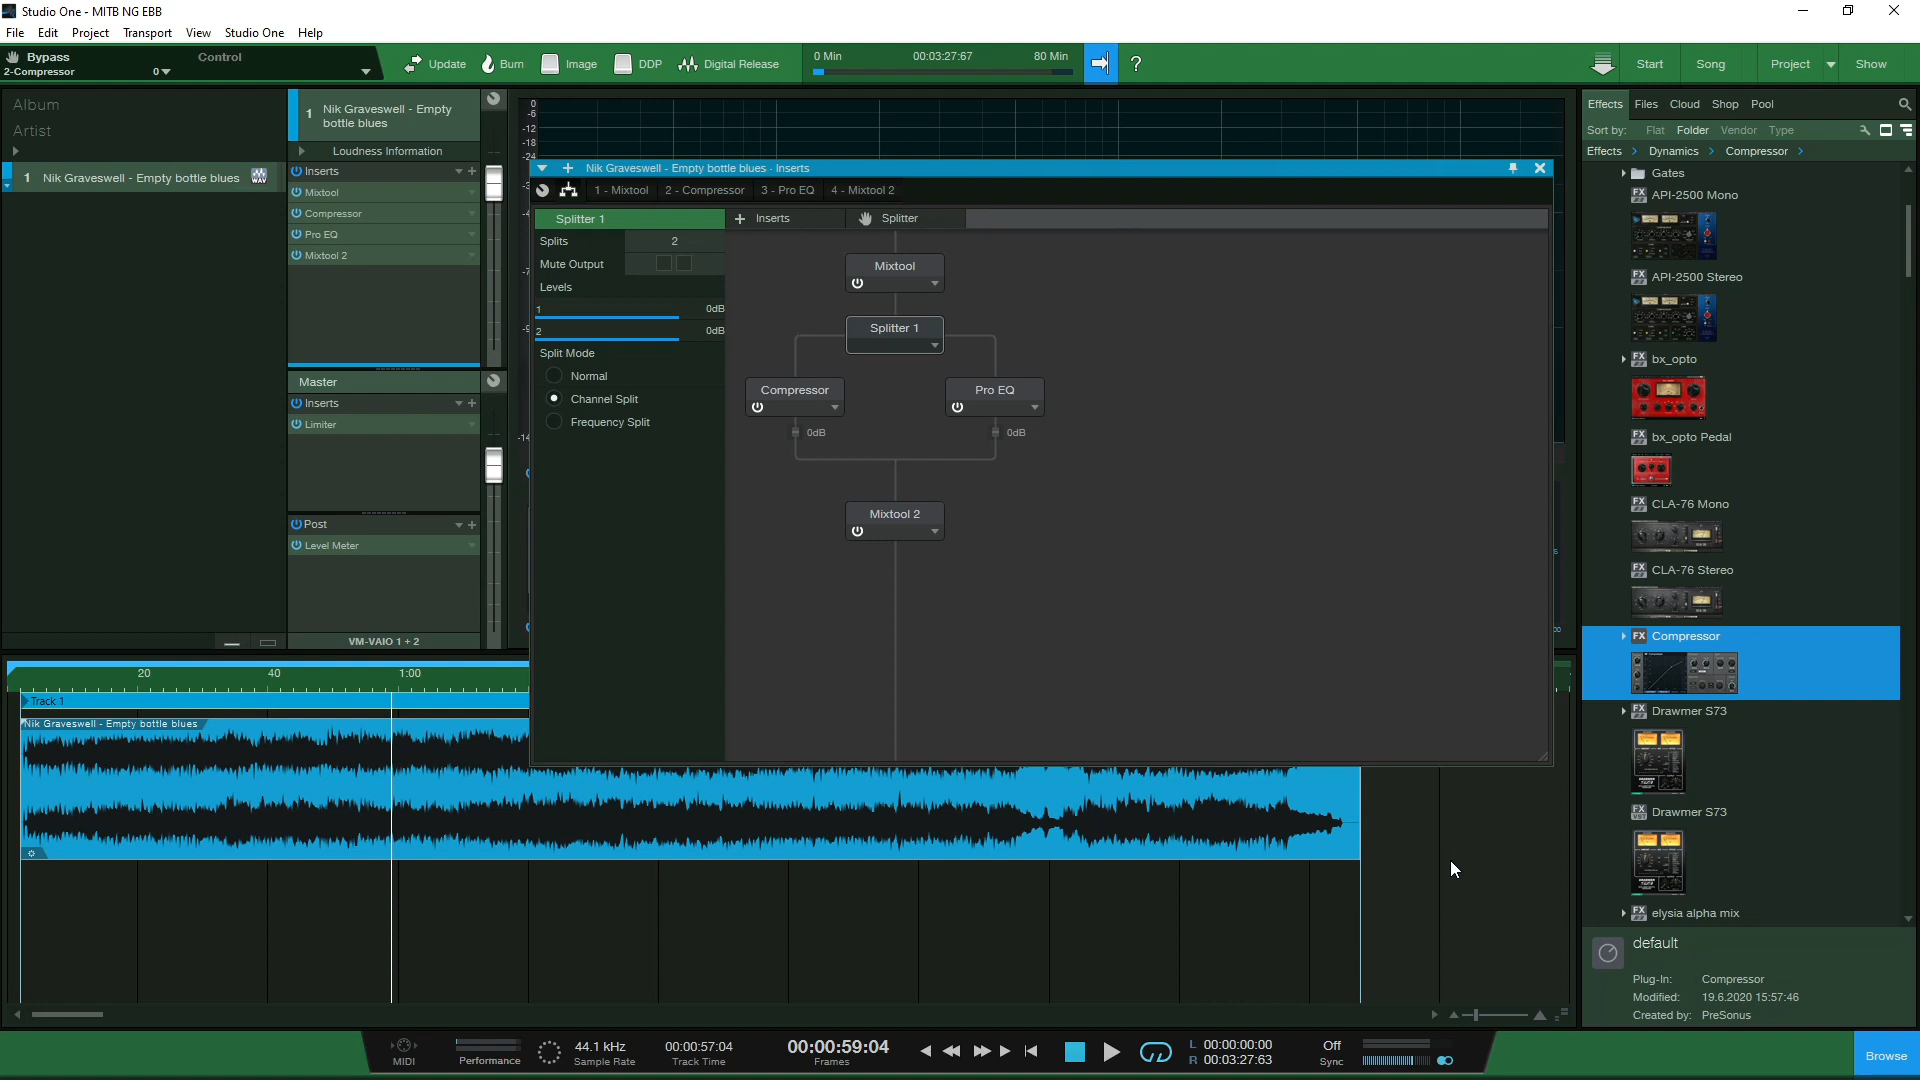 Studio One - MITB NG EBB
File Edit Project Transport View Studio One Help
Bypass
2-Compressor
0
Control
Update
Burn
Image
DDP
Digital Release
0 Min
00:03:27:67
80 Min
?
Start
Song
Project
Show
Album
Artist
1 Nik Graveswell - Empty bottle blues
1 Nik Graveswell - Empty
bottle blues
Loudness Information
Inserts
Mixtool
Compressor
Pro EQ
Mixtool 2
Master
Inserts
Limiter
Post
Level Meter
VM-VAIO 1 + 2
0
-6
-12
-18
-24
Nik Graveswell - Empty bottle blues - Inserts
1 - Mixtool
2 - Compressor
3 - Pro EQ
4 - Mixtool 2
Splitter 1
Inserts
Splitter
Splits
2
Mute Output
Levels
1 0dB
2 0dB
Split Mode
Normal
Channel Split
Frequency Split
Mixtool
Splitter 1
Compressor
Pro EQ
0dB
0dB
Mixtool 2
Effects
Files
Cloud
Shop
Pool
Sort by: Flat Folder Vendor Type
Effects Dynamics Compressor
Gates
API-2500 Mono
API-2500 Stereo
bx_opto
bx_opto Pedal
CLA-76 Mono
CLA-76 Stereo
Compressor
Drawmer S73
Drawmer S73
elysia alpha mix
default
Plug-In: Compressor
Modified: 19.6.2020 15:57:46
Created by: PreSonus
20
40
1:00
Track 1
Nik Graveswell - Empty bottle blues
MIDI
Performance
44.1 kHz
Sample Rate
00:00:57:04
Track Time
00:00:59:04
Frames
L 00:00:00:00
R 00:03:27:63
Off
Sync
Browse